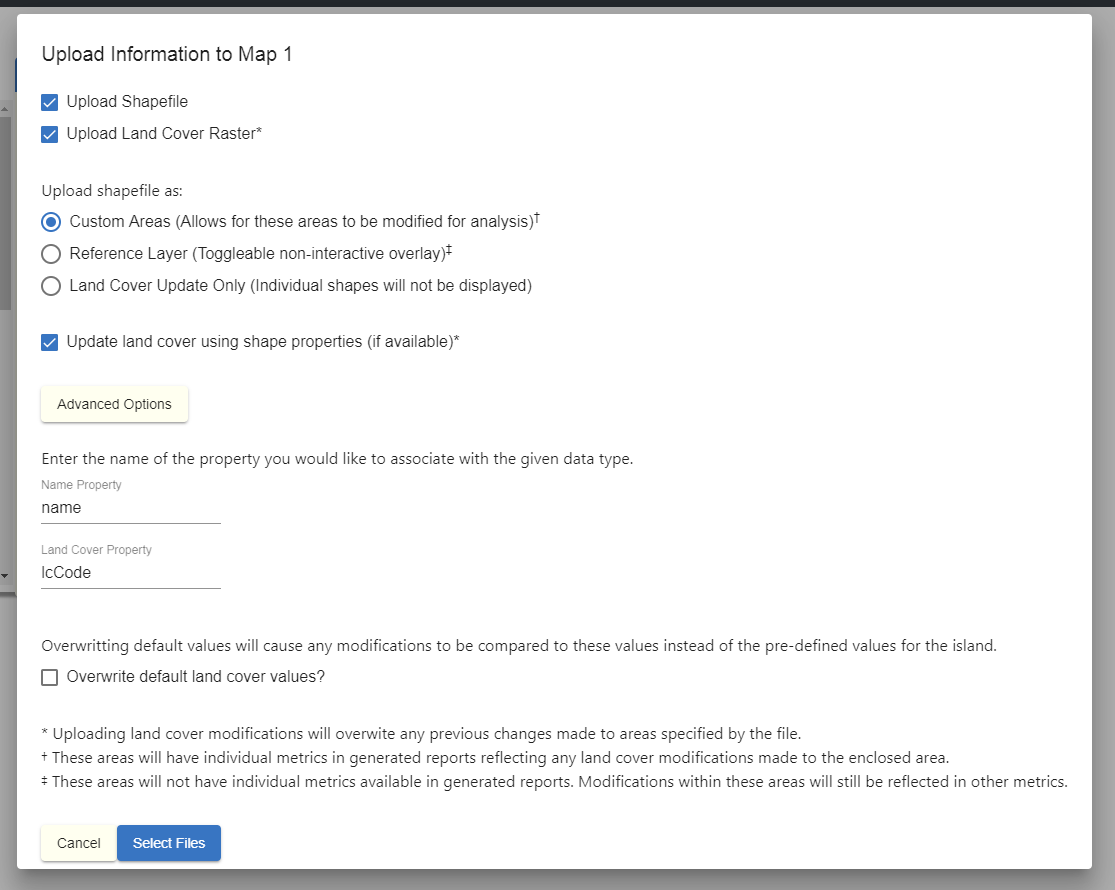 Upload Information to Map 1
Upload Shapefile
Upload Land Cover Raster*
Upload shapefile as:
Custom Areas (Allows for these areas to be modified for analysis)†
Reference Layer (Toggleable non-interactive overlay)‡
Land Cover Update Only (Individual shapes will not be displayed)
Update land cover using shape properties (if available)*
Advanced Options
Enter the name of the property you would like to associate with the given data type.
Name Property
name
Land Cover Property
lcCode
Overwritting default values will cause any modifications to be compared to these values instead of the pre-defined values for the island.
Overwrite default land cover values?
* Uploading land cover modifications will overwite any previous changes made to areas specified by the file.
† These areas will have individual metrics in generated reports reflecting any land cover modifications made to the enclosed area.
‡ These areas will not have individual metrics available in generated reports. Modifications within these areas will still be reflected in other metrics.
Cancel
Select Files